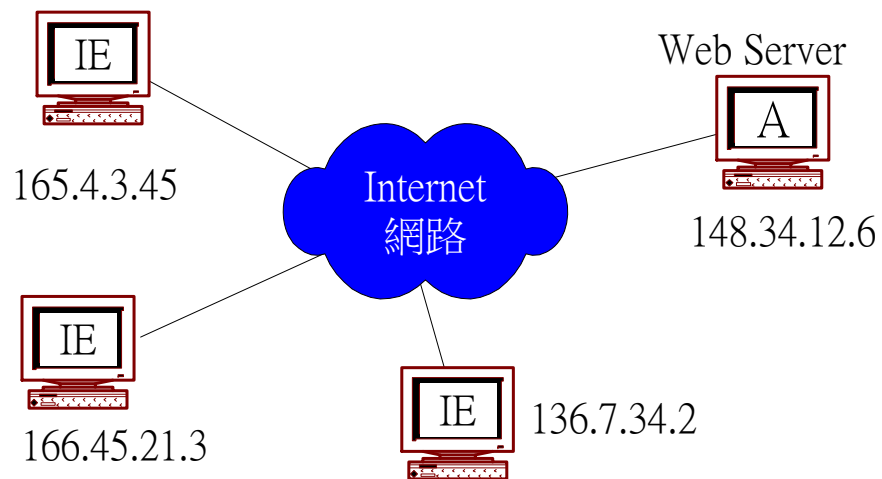 IE
165.4.3.45
Web Server
A
148.34.12.6
Internet
網路
IE
166.45.21.3
IE
136.7.34.2